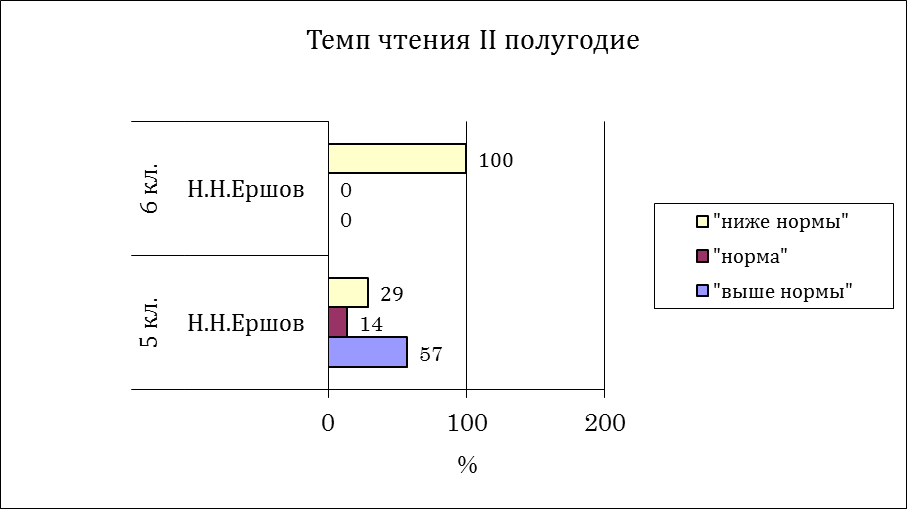 Темп чтения II полугодие
6 кл.
Н.Н.Ершов
100
0
0
5 кл.
Н.Н.Ершов
29
14
57
0 100 200
%
"ниже нормы"
"норма"
"выше нормы"